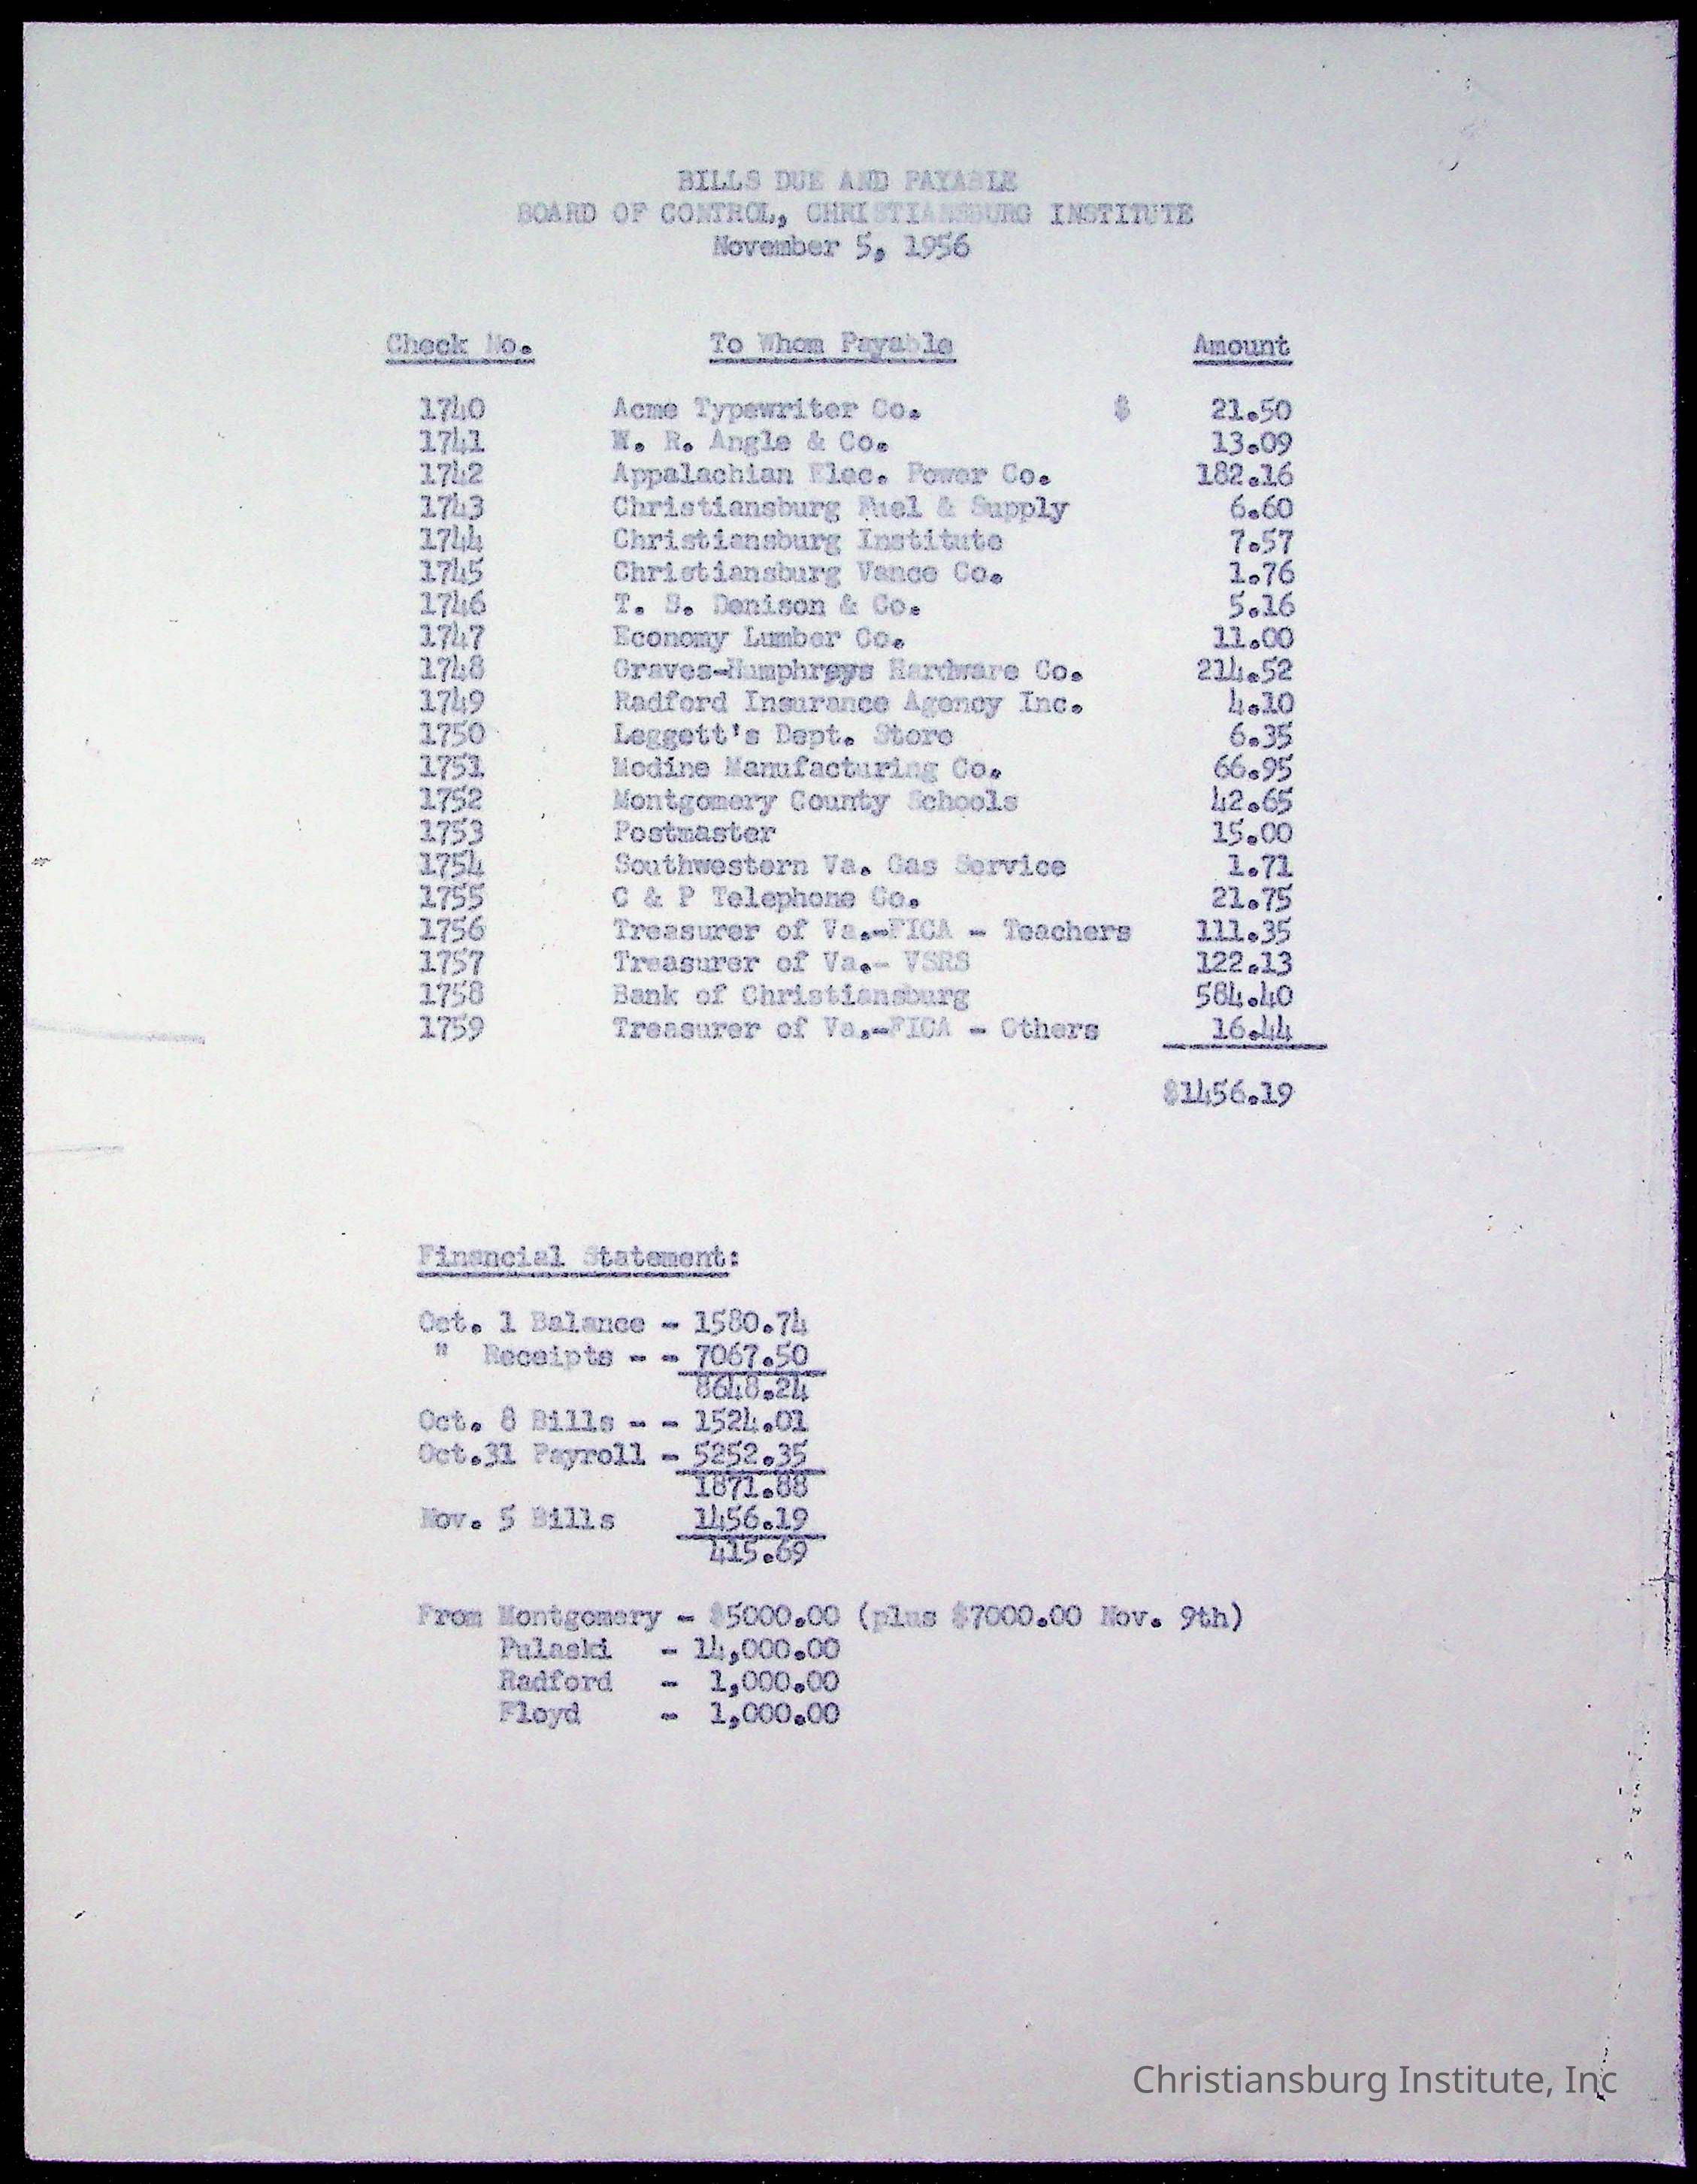 BILLS DUE AND PAYABLE
BOARD OF CONTROL, CHRISTIANSBURG INSTITUTE
November 5, 1956
Check No. To Whom Payable Amount
1740 Acme Typewriter Co. $ 21.50
1741 W. R. Angle & Co. 13.09
1742 Appalachian Elec. Power Co. 182.16
1743 Christiansburg Fuel & Supply 6.60
1744 Christiansburg Institute 7.57
1745 Christiansburg Vance Co. 1.76
1746 T. S. Denison & Co. 5.16
1747 Economy Lumber Co. 11.00
1748 Graves-Humphreys Hardware Co. 214.52
1749 Radford Insurance Agency Inc. 4.10
1750 Leggett's Dept. Store 6.35
1751 Modine Manufacturing Co. 66.95
1752 Montgomery County Schools 42.65
1753 Postmaster 15.00
1754 Southwestern Va. Gas Service 1.71
1755 C & P Telephone Co. 21.75
1756 Treasurer of Va.-FICA - Teachers 111.35
1757 Treasurer of Va.- VSRS 122.13
1758 Bank of Christiansburg 584.40
1759 Treasurer of Va.-FICA - Others 16.44
$1456.19
Financial Statement:
Oct. 1 Balance - 1580.74
" Receipts - - 7067.50
8648.24
Oct. 8 Bills - - 1524.01
Oct.31 Payroll - 5252.35
1871.88
Nov. 5 Bills 1456.19
415.69
From Montgomery - $5000.00 (plus $7000.00 Nov. 9th)
Pulaski - 14,000.00
Radford - 1,000.00
Floyd - 1,000.00
Christiansburg Institute, Inc